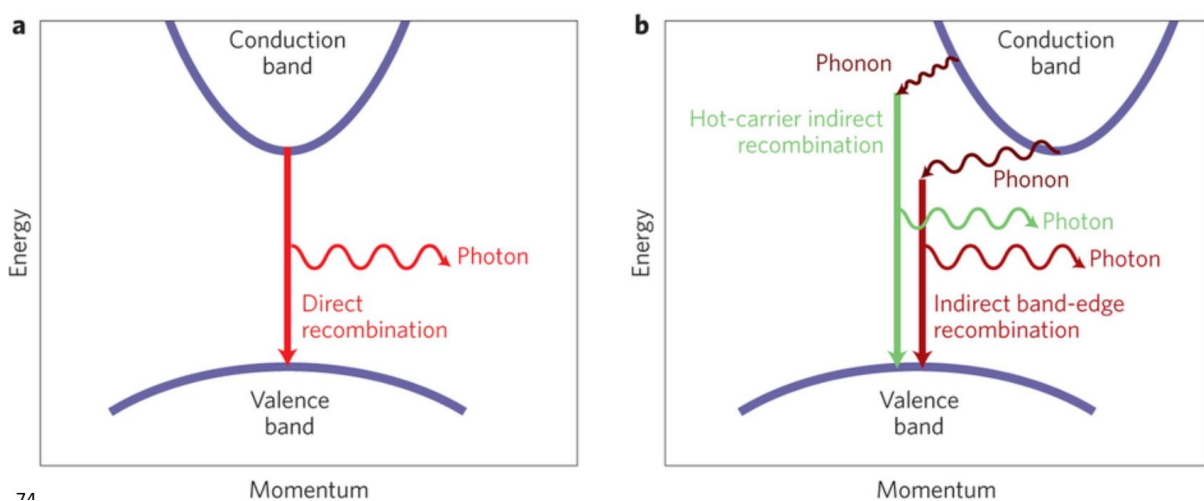 a
Conduction
band
Energy
Photon
Direct
recombination
Valence
band
Momentum
74
b
Phonon
Conduction
band
Hot-carrier indirect
recombination
Phonon
Energy
Photon
Photon
Indirect band-edge
recombination
Valence
band
Momentum